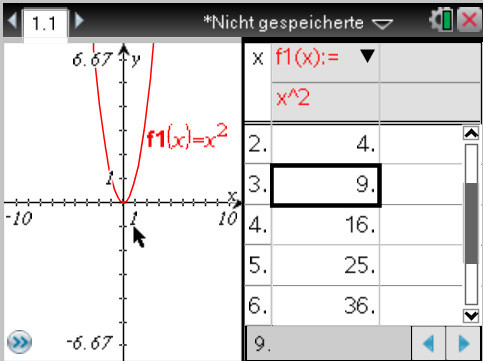 1.1
*Nicht gespeicherte
6.67
y
f1(x)=x²
1
x
-10
1
10
-6.67
x f1(x):=
x^2
2. 4.
3. 9.
4. 16.
5. 25.
6. 36.
9.